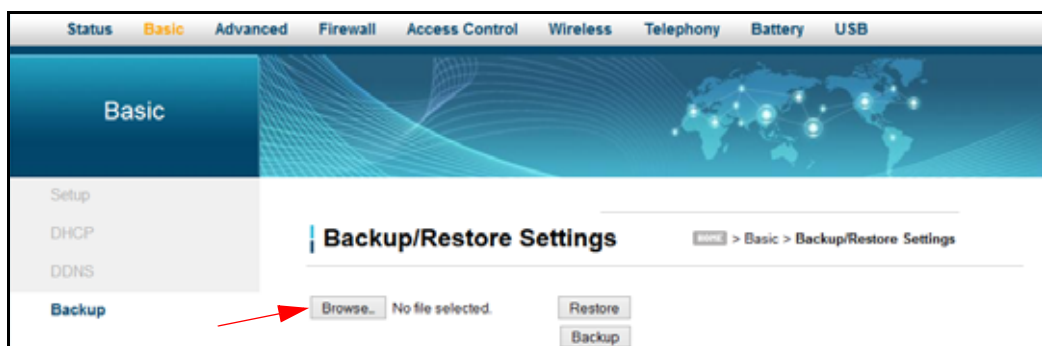 Status Basic Advanced Firewall Access Control Wireless Telephony Battery USB
Basic
Setup
DHCP
DDNS
Backup
Backup/Restore Settings
HOME > Basic > Backup/Restore Settings
Browse.. No file selected. Restore
Backup